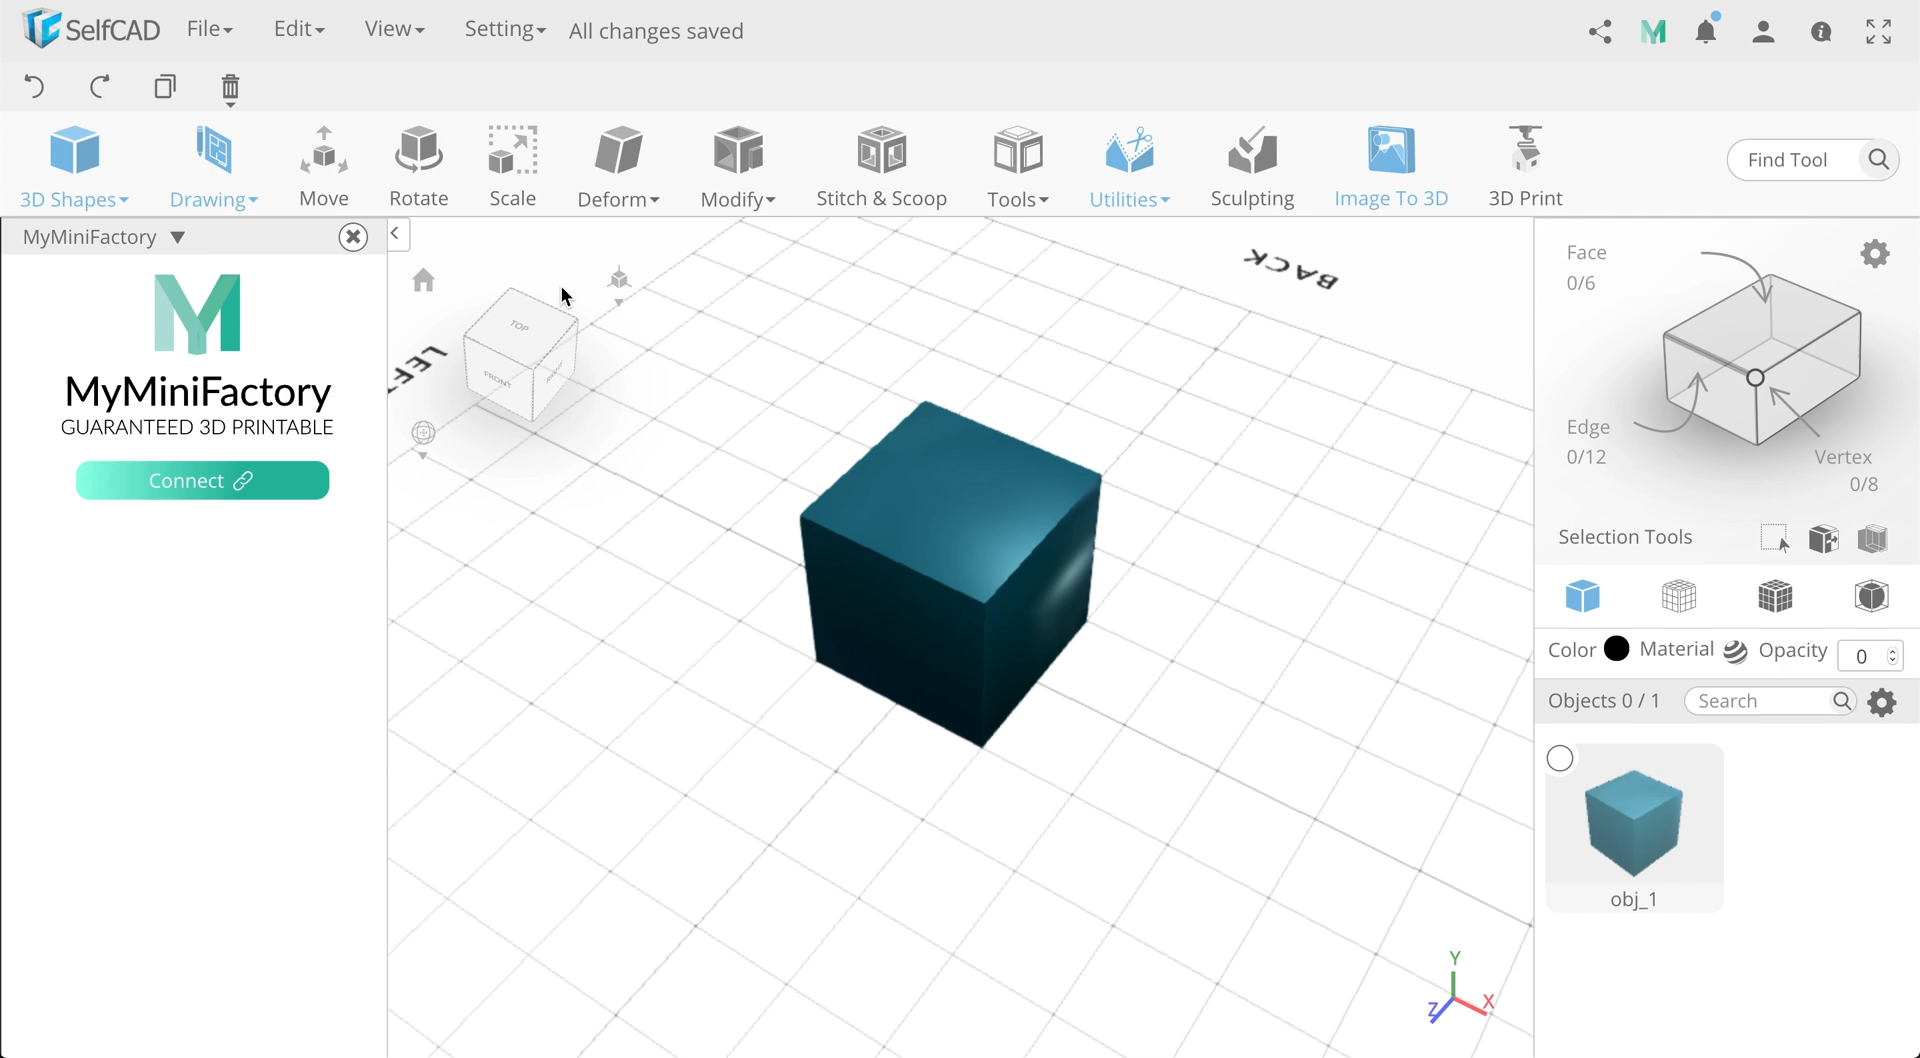 SelfCAD File Edit View Setting All changes saved
3D Shapes Drawing Move Rotate Scale Deform Modify Stitch & Scoop Tools Utilities Sculpting Image To 3D 3D Print Find Tool
MyMiniFactory
MyMiniFactory
GUARANTEED 3D PRINTABLE
Connect
BACK
LEFT
TOP
FRONT
RIGHT
Y
X
Z
Face
0/6
Edge
0/12
Vertex
0/8
Selection Tools
Color Material Opacity 0
Objects 0 / 1 Search
obj_1